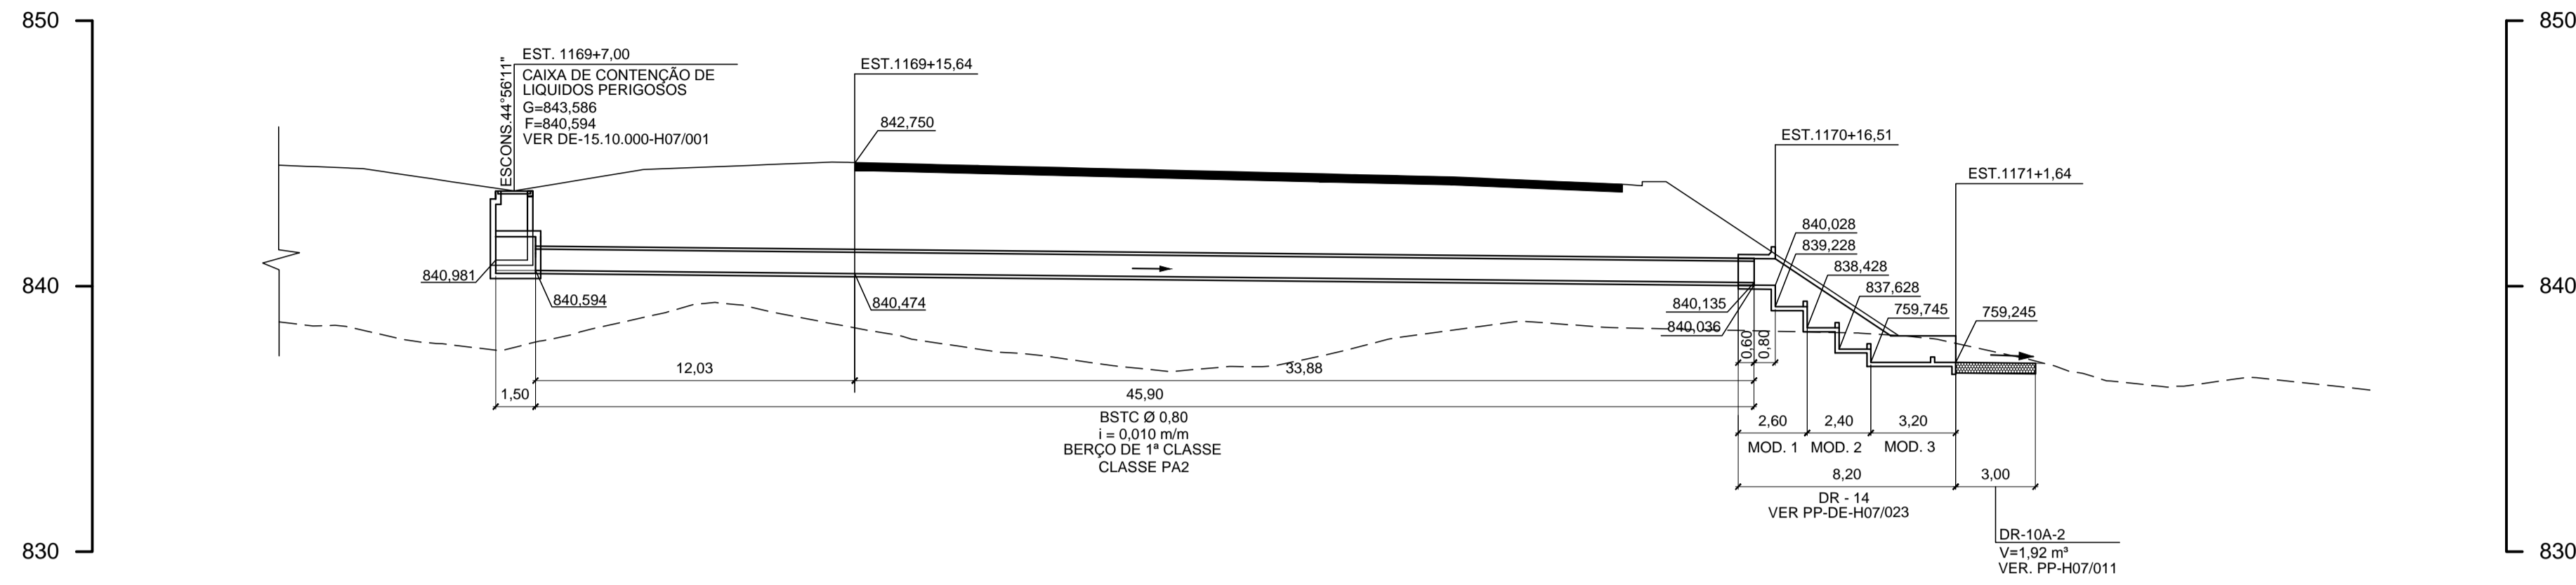 850
850
EST. 1169+7,00
CAIXA DE CONTENÇÃO DE
LIQUIDOS PERIGOSOS
G=843,586
F=840,594
VER DE-15.10.000-H07/001
ESCONS.44°56'11"
EST.1169+15,64
842,750
EST.1170+16,51
EST.1171+1,64
840,028
839,228
838,428
837,628
759,745
759,245
840,981
840,594
840,474
840,135
840,036
840
840
0,60
0,80
12,03
33,88
1,50
45,90
BSTC Ø 0,80
i = 0,010 m/m
BERÇO DE 1ª CLASSE
CLASSE PA2
2,60
2,40
3,20
MOD. 1
MOD. 2
MOD. 3
8,20
3,00
DR - 14
VER PP-DE-H07/023
DR-10A-2
V=1,92 m³
VER. PP-H07/011
830
830